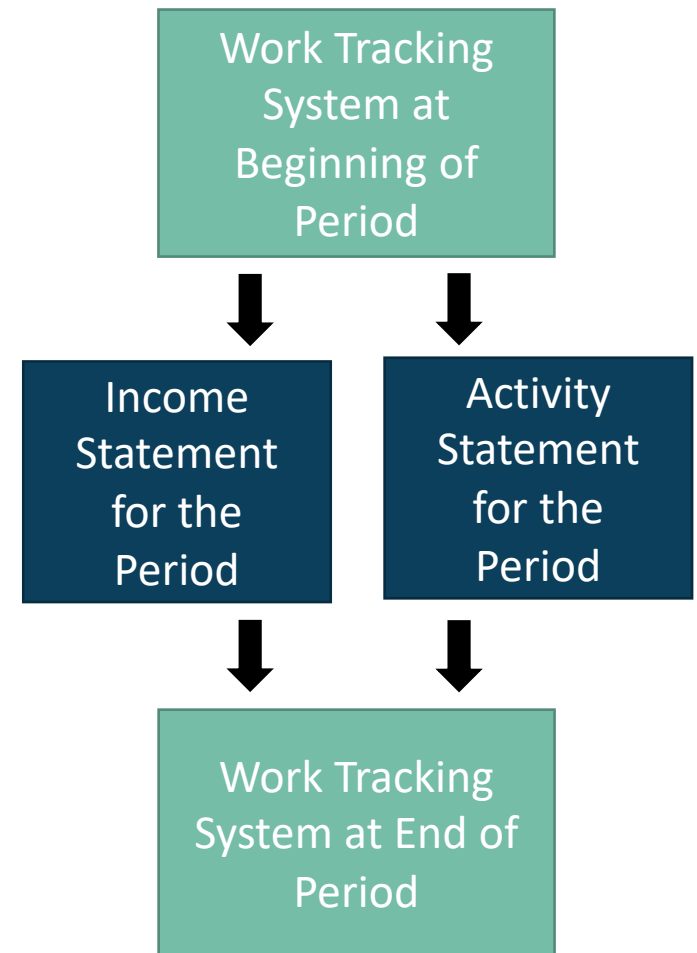 Work Tracking
System at
Beginning of
Period
Income
Statement
for the
Period
Activity
Statement
for the
Period
Work Tracking
System at End of
Period